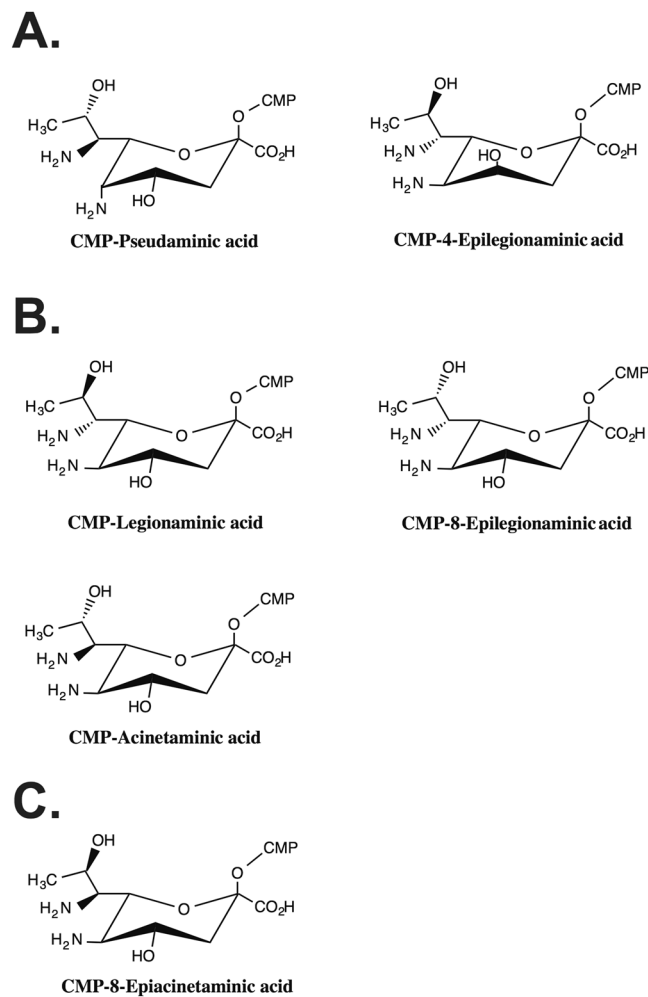 A.
OH
CMP
O
H3C
H2N
O
CO2H
HO
H2N
CMP-Pseudaminic acid
OH
CMP
O
H3C
H2N
HO
O
CO2H
H2N
CMP-4-Epilegionaminic acid
B.
OH
CMP
O
H3C
H2N
O
CO2H
H2N
HO
CMP-Legionaminic acid
OH
CMP
O
H3C
H2N
O
CO2H
H2N
HO
CMP-8-Epilegionaminic acid
OH
CMP
O
H3C
H2N
O
CO2H
H2N
HO
CMP-Acinetaminic acid
C.
OH
CMP
O
H3C
H2N
O
CO2H
H2N
HO
CMP-8-Epiacinetaminic acid